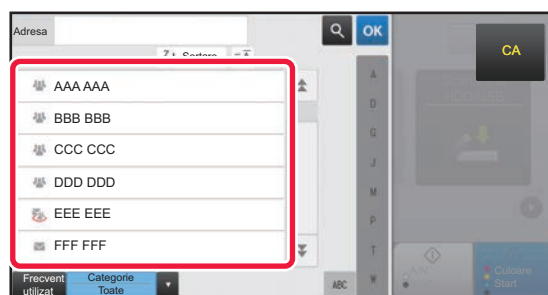 Adresa
OK
CA
Sortare
AAA AAA
BBB BBB
CCC CCC
DDD DDD
EEE EEE
FFF FFF
A
D
G
J
M
P
T
W
ABC
Frecvent
utilizat
Categorie
Toate
Culoare
Start